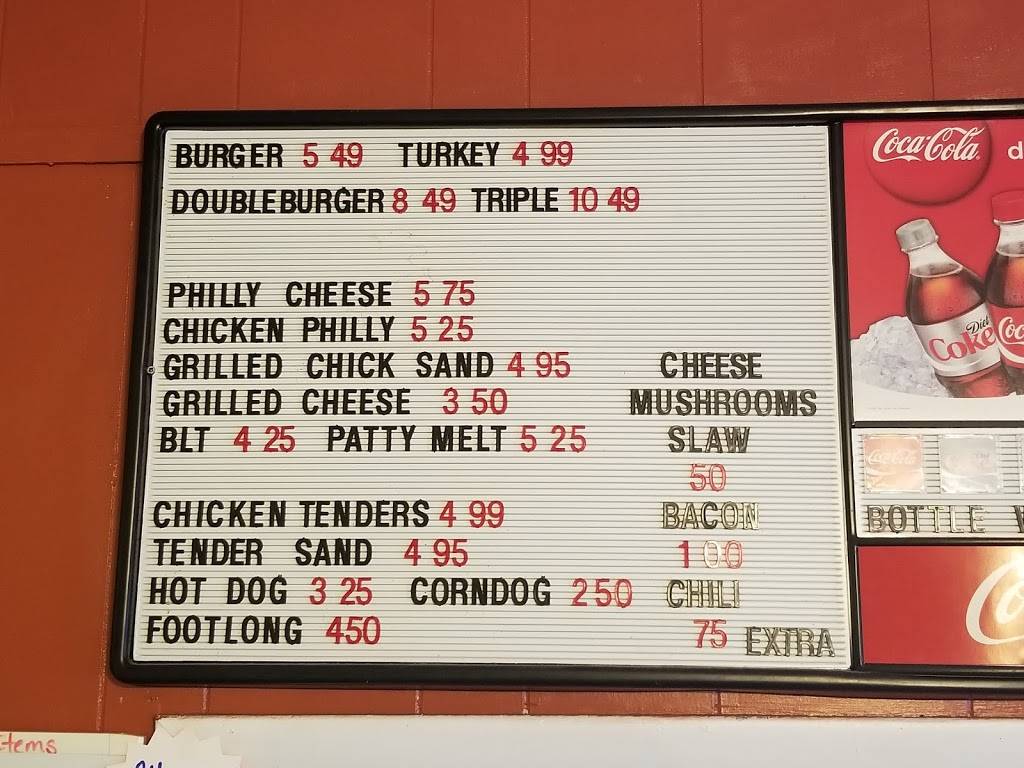 BURGER 5 49 TURKEY 4 99
DOUBLEBURGER 8 49 TRIPLE 10 49
PHILLY CHEESE 5 75
CHICKEN PHILLY 5 25
GRILLED CHICK SAND 4 95
GRILLED CHEESE 3 50
BLT 4 25 PATTY MELT 5 25
CHICKEN TENDERS 4 99
TENDER SAND 4 95
HOT DOG 3 25 CORNDOG 2 50
FOOTLONG 450
CHEESE
MUSHROOMS
SLAW
50
BACON
1 00
CHILI
75 EXTRA
Coca-Cola
d
Diet
Coke
BOTTLE